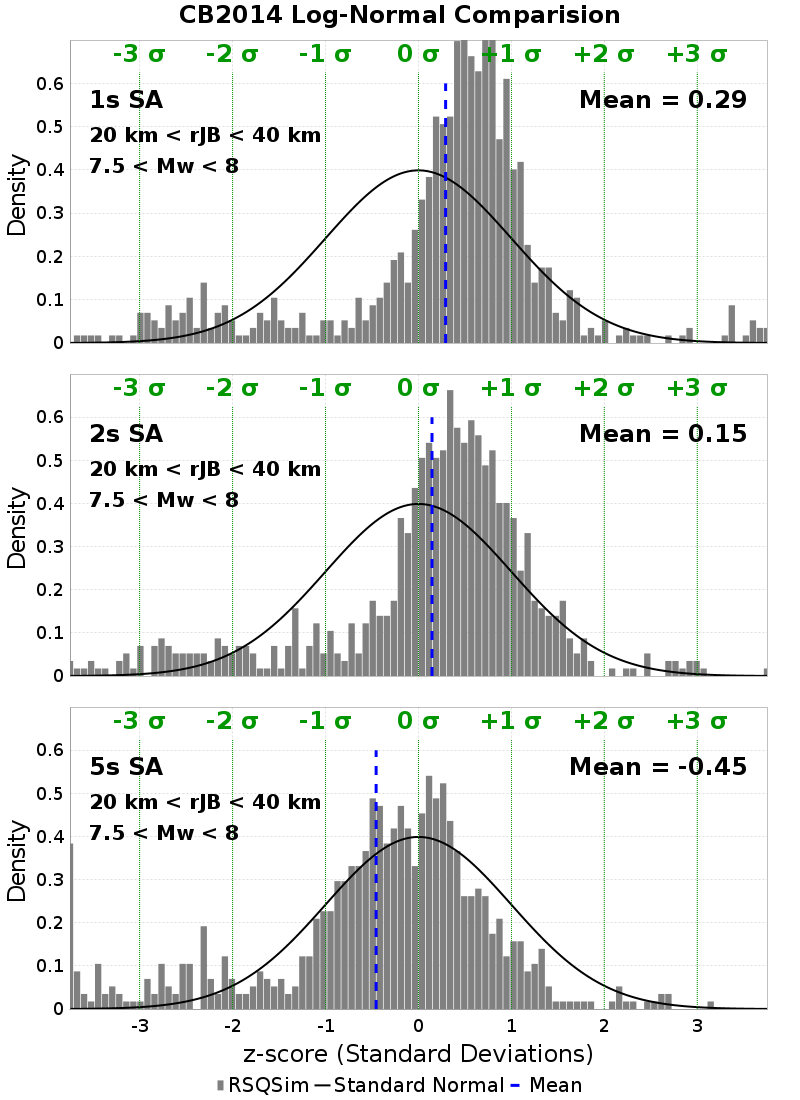 CB2014 Log-Normal Comparision
-3 σ -2 σ -1 σ 0 σ +1 σ +2 σ +3 σ
1s SA Mean = 0.29
20 km < rJB < 40 km
7.5 < Mw < 8
Density
0.6
0.5
0.4
0.3
0.2
0.1
0
-3 σ -2 σ -1 σ 0 σ +1 σ +2 σ +3 σ
2s SA Mean = 0.15
20 km < rJB < 40 km
7.5 < Mw < 8
Density
0.6
0.5
0.4
0.3
0.2
0.1
0
-3 σ -2 σ -1 σ 0 σ +1 σ +2 σ +3 σ
5s SA Mean = -0.45
20 km < rJB < 40 km
7.5 < Mw < 8
Density
0.6
0.5
0.4
0.3
0.2
0.1
0
-3 -2 -1 0 1 2 3
z-score (Standard Deviations)
RSQSim Standard Normal Mean